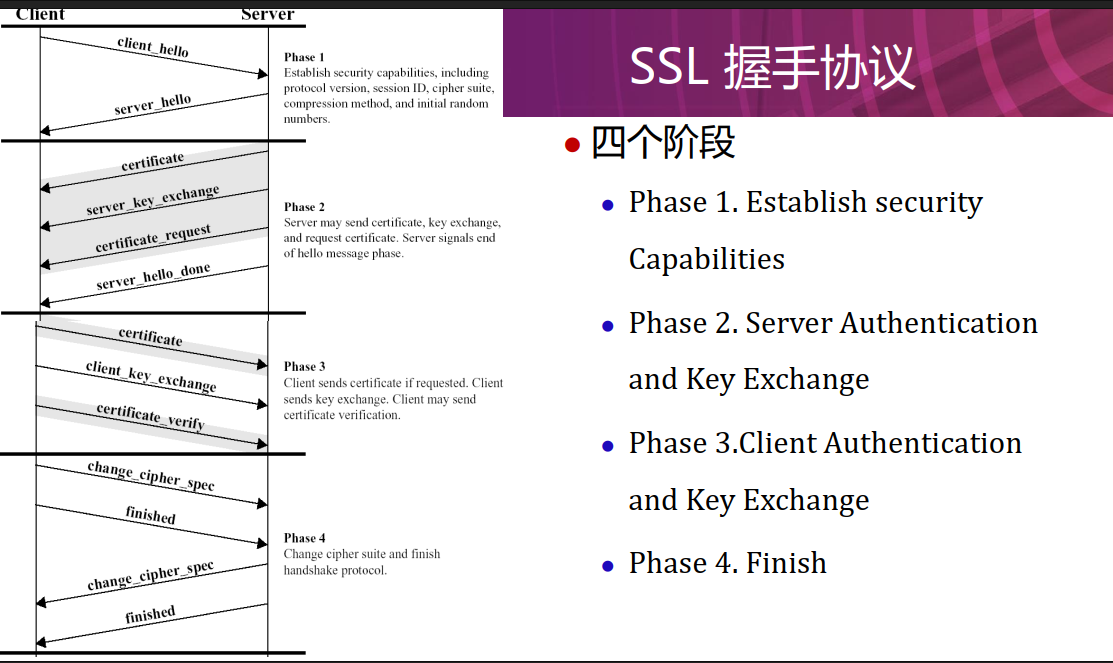 Client Server
client_hello
server_hello
Phase 1
Establish security capabilities, including
protocol version, session ID, cipher suite,
compression method, and initial random
numbers.
certificate
server_key_exchange
certificate_request
server_hello_done
Phase 2
Server may send certificate, key exchange,
and request certificate. Server signals end
of hello message phase.
certificate
client_key_exchange
certificate_verify
Phase 3
Client sends certificate if requested. Client
sends key exchange. Client may send
certificate verification.
change_cipher_spec
finished
change_cipher_spec
finished
Phase 4
Change cipher suite and finish
handshake protocol.
SSL 握手协议
四个阶段
Phase 1. Establish security
Capabilities
Phase 2. Server Authentication
and Key Exchange
Phase 3.Client Authentication
and Key Exchange
Phase 4. Finish